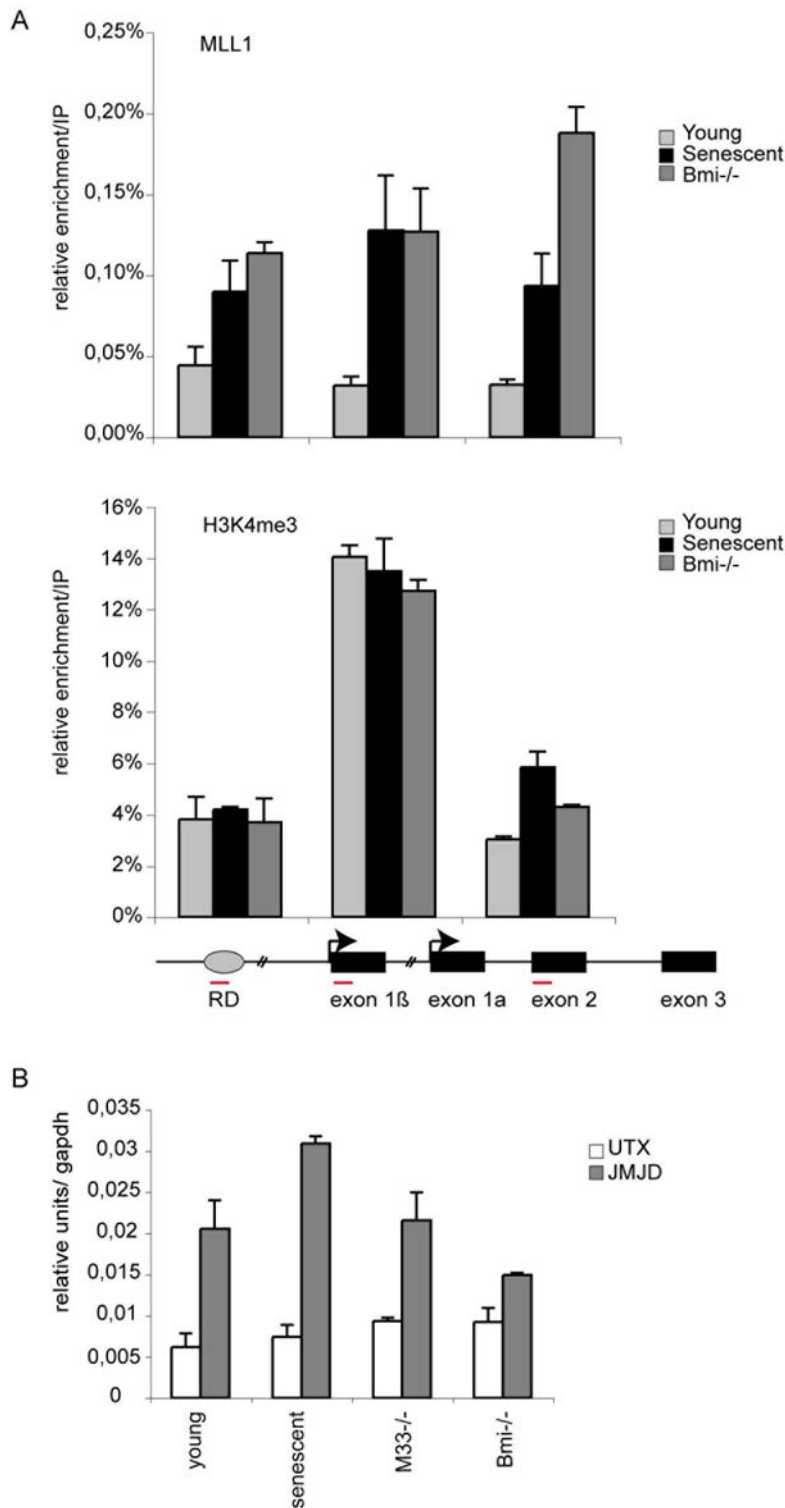 A
MLL1
0,25%
0,20%
0,15%
0,10%
0,05%
0,00%
relative enrichment/IP
Young
Senescent
Bmi-/-
H3K4me3
16%
14%
12%
10%
8%
6%
4%
2%
0%
relative enrichment/IP
Young
Senescent
Bmi-/-
RD exon 1ß exon 1a exon 2 exon 3
B
0,035
0,03
0,025
0,02
0,015
0,01
0,005
0
relative units/ gapdh
UTX
JMJD
young
senescent
M33-/-
Bmi-/-